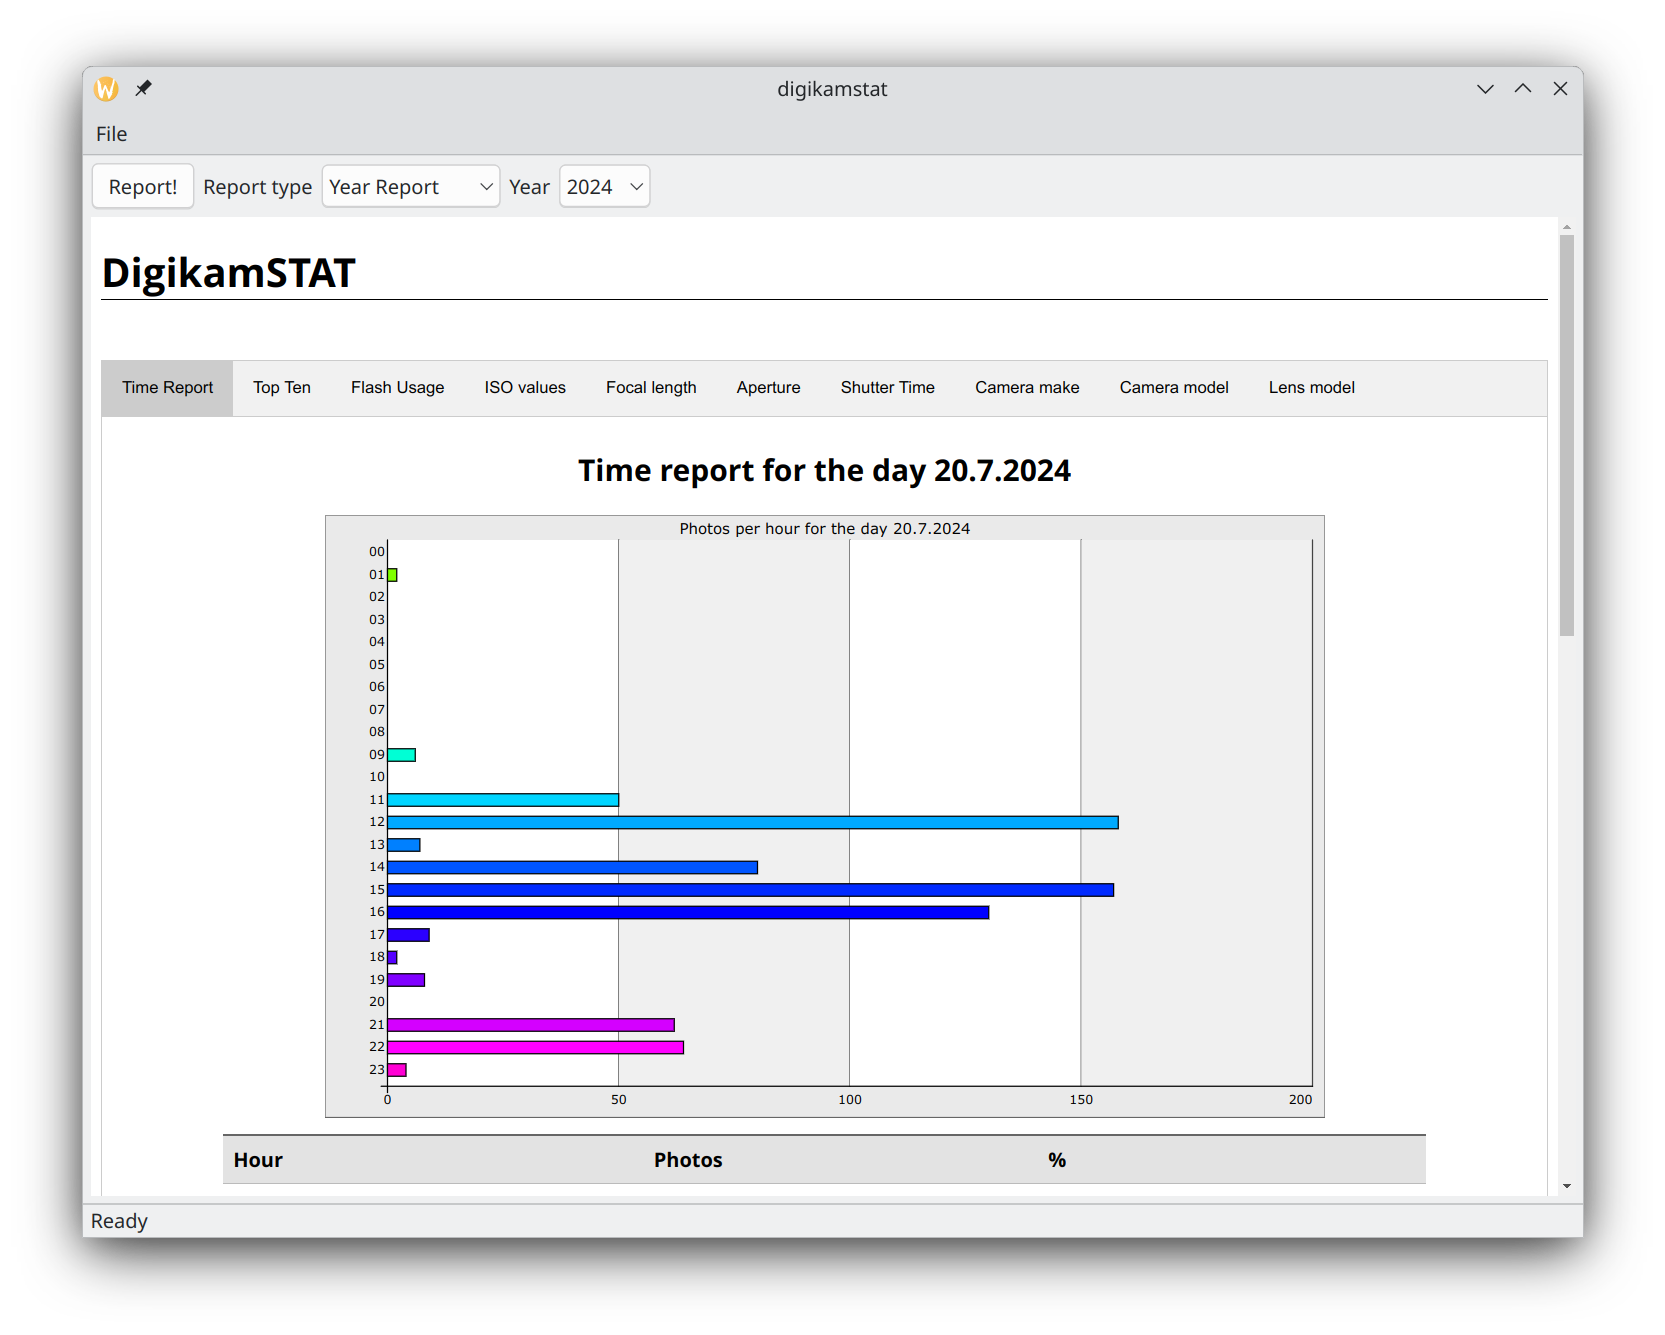 digikamstat
File
Report! Report type Year Report Year 2024
DigikamSTAT
Time Report Top Ten Flash Usage ISO values Focal length Aperture Shutter Time Camera make Camera model Lens model
Time report for the day 20.7.2024
Photos per hour for the day 20.7.2024
00
01
02
03
04
05
06
07
08
09
10
11
12
13
14
15
16
17
18
19
20
21
22
23
0 50 100 150 200
Hour Photos %
Ready